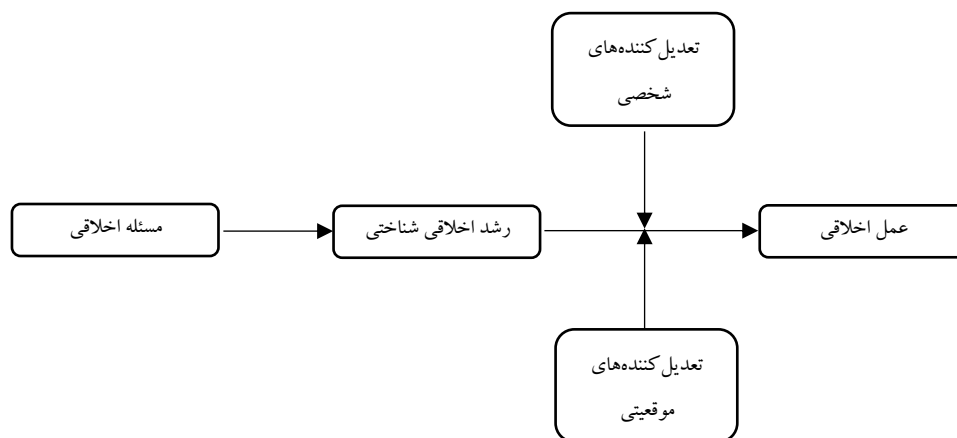 تعدیل‌کننده‌های
شخصی
مسئله اخلاقی
رشد اخلاقی شناختی
عمل اخلاقی
تعدیل‌کننده‌های
موقعیتی